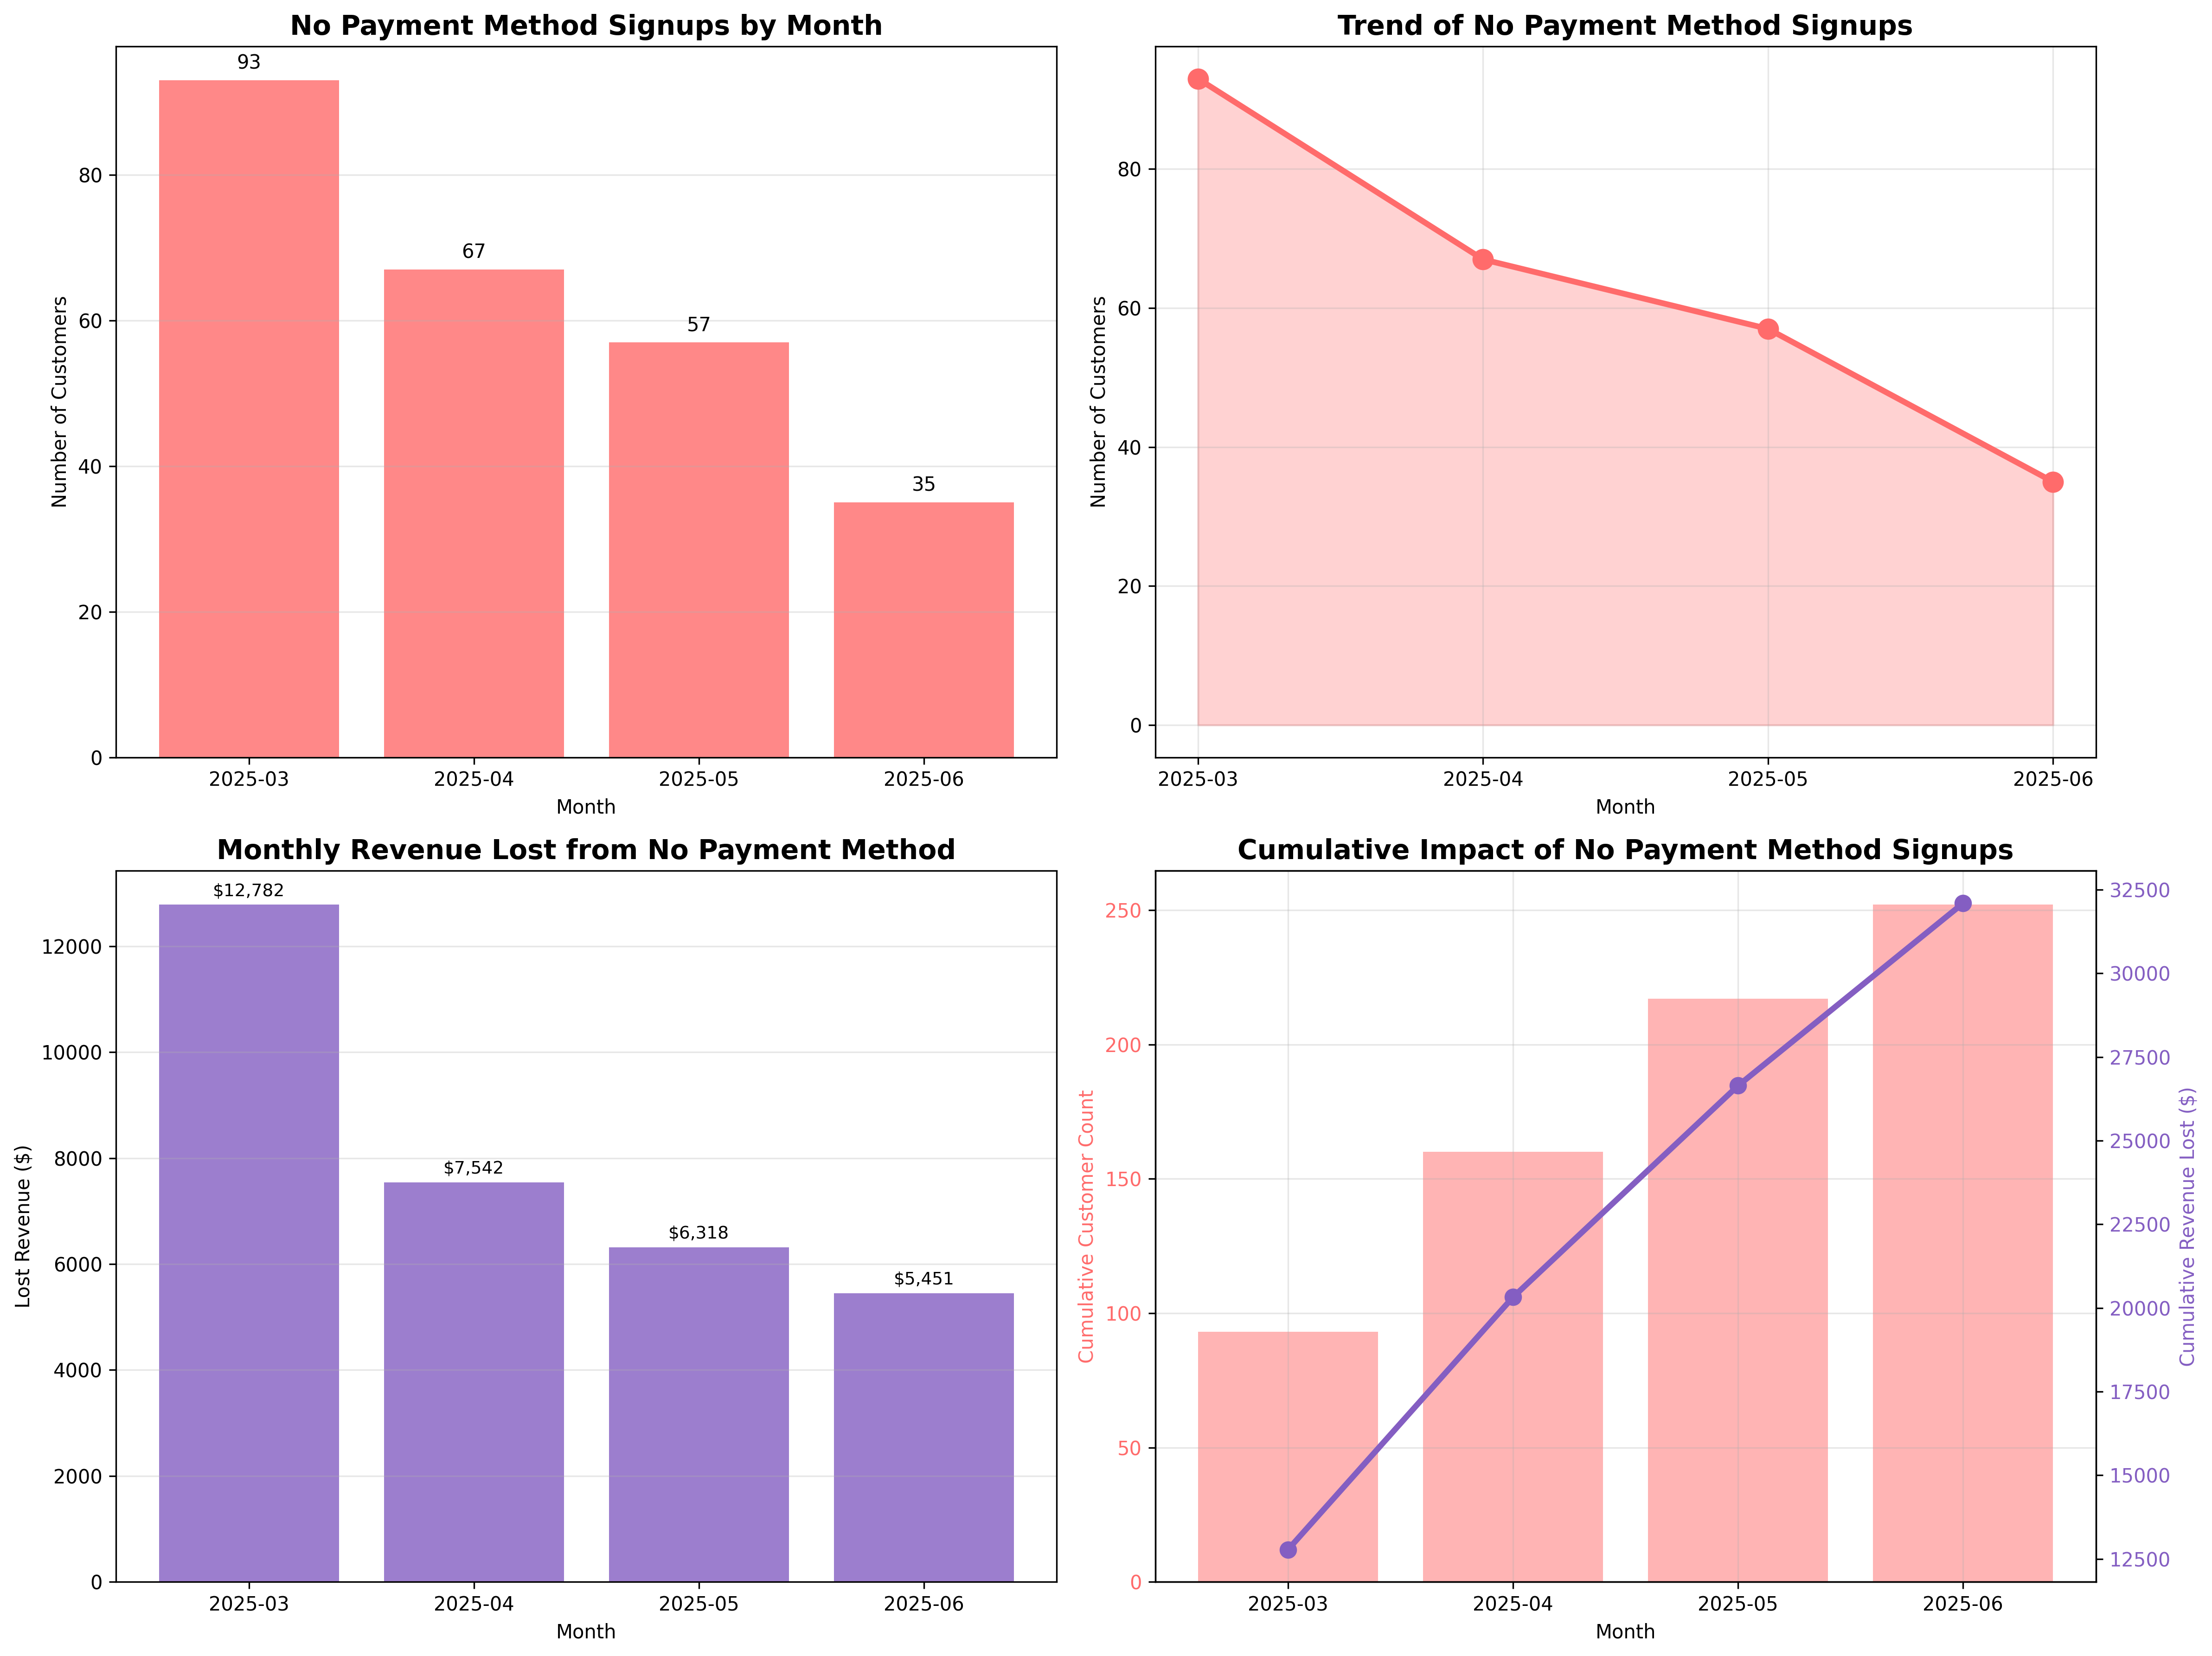 No Payment Method Signups by Month
Number of Customers
80
60
40
20
0
93
67
57
35
2025-03 2025-04 2025-05 2025-06
Month
Trend of No Payment Method Signups
Number of Customers
80
60
40
20
0
2025-03 2025-04 2025-05 2025-06
Month
Monthly Revenue Lost from No Payment Method
Lost Revenue ($)
12000
10000
8000
6000
4000
2000
0
$12,782
$7,542
$6,318
$5,451
2025-03 2025-04 2025-05 2025-06
Month
Cumulative Impact of No Payment Method Signups
Cumulative Customer Count
250
200
150
100
50
0
32500
30000
27500
25000
22500
20000
17500
15000
12500
Cumulative Revenue Lost ($)
2025-03 2025-04 2025-05 2025-06
Month